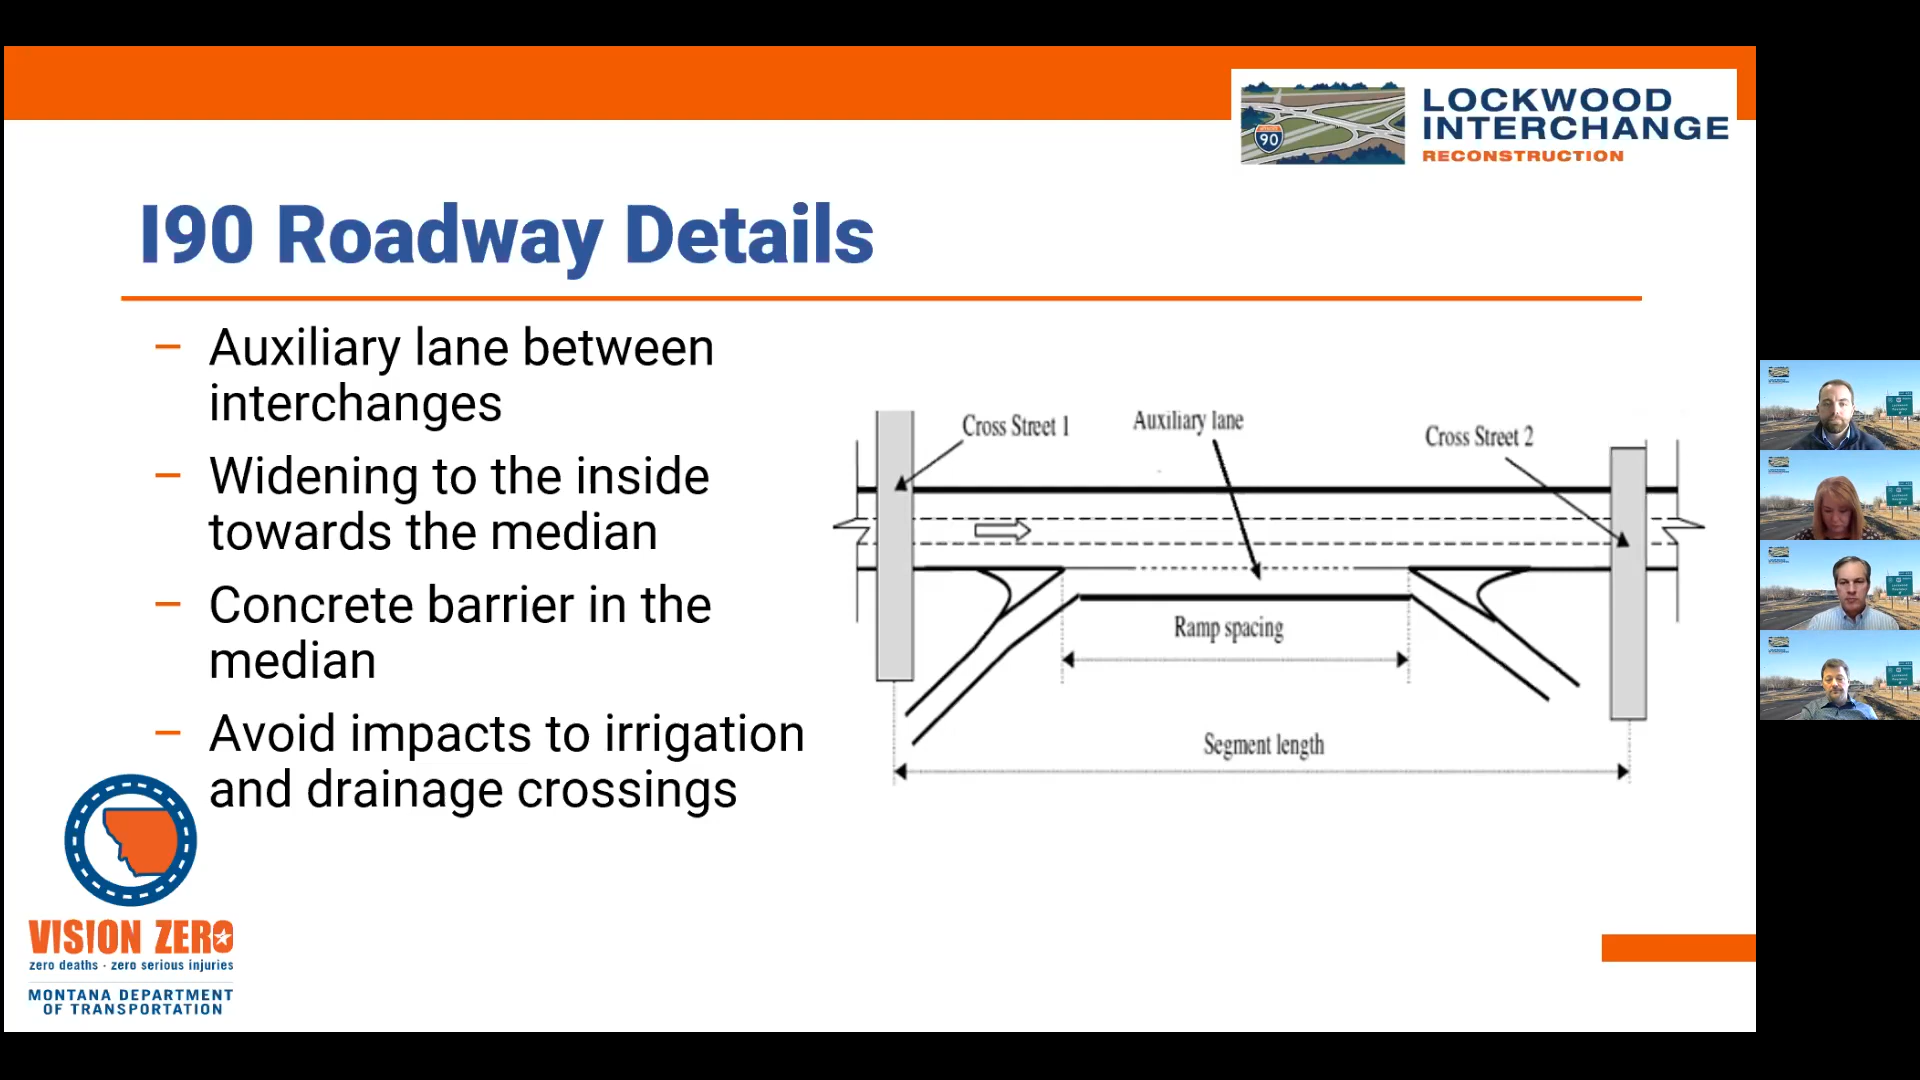 LOCKWOOD
INTERCHANGE
RECONSTRUCTION
90
I90 Roadway Details
– Auxiliary lane between
interchanges
– Widening to the inside
towards the median
– Concrete barrier in the
median
– Avoid impacts to irrigation
and drainage crossings
Cross Street 1
Auxiliary lane
Cross Street 2
Ramp spacing
Segment length
VISION ZERO
zero deaths · zero serious injuries
MONTANA DEPARTMENT
OF TRANSPORTATION